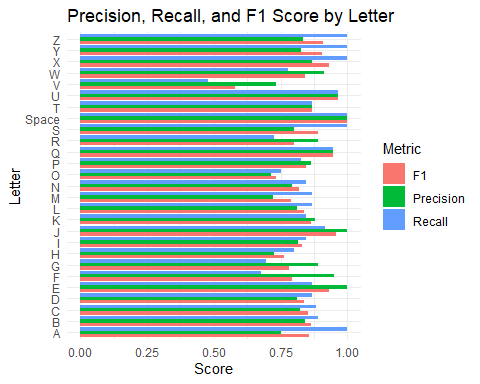 Precision, Recall, and F1 Score by Letter
Z
Y
X
W
V
U
T
Space
S
R
Q
P
O
N
M
L
K
J
I
H
G
F
E
D
C
B
A
Letter
0.00
0.25
0.50
0.75
1.00
Score
Metric
F1
Precision
Recall